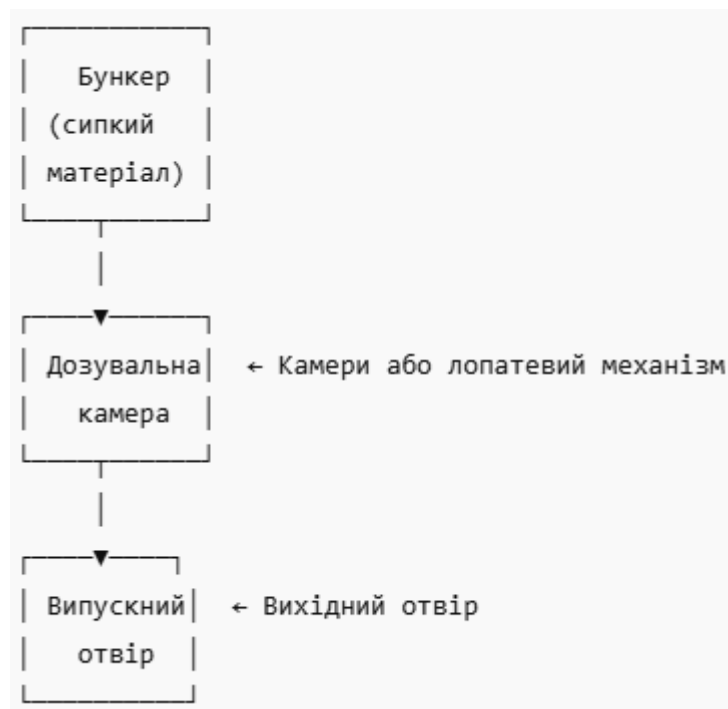 Бункер
(сипкий
матеріал)
Дозувальна ← Камери або лопатевий механізм
камера
Випускний ← Вихідний отвір
отвір